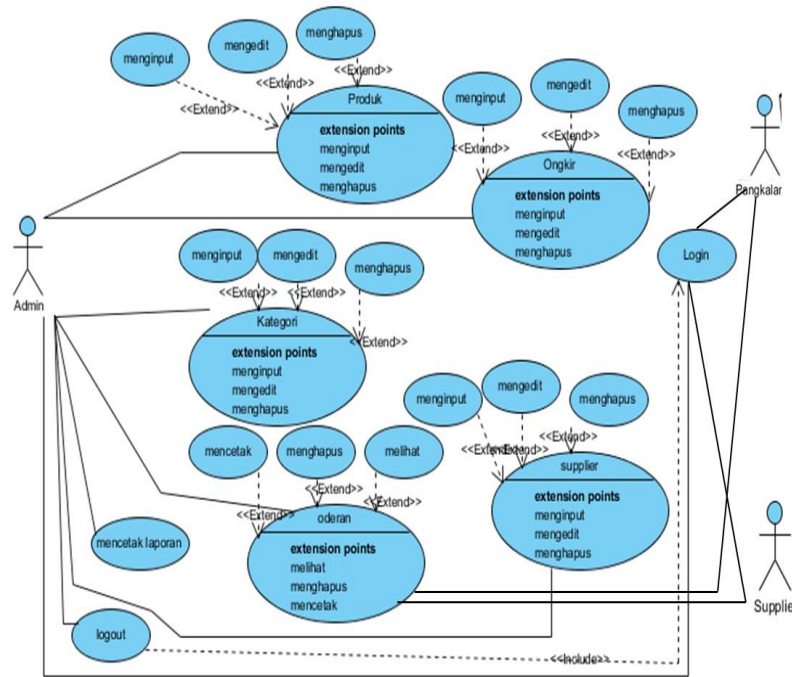 menghapus
mengedit
menginput
<<Extend>>
<<Extend>>
<<Extend>>
Produk
extension points
menginput
mengedit
menghapus
mengedit
menginput
menghapus
<<Extend>>
<<Extend>>
<<Extend>>
Ongkir
extension points
menginput
mengedit
menghapus
Pangkalan
Admin
Login
menginput
mengedit
menghapus
<<Extend>>
<<Extend>>
<<Extend>>
Kategori
extension points
menginput
mengedit
menghapus
menginput
mengedit
menghapus
<<Extend>>
<<Extend>>
<<Extend>>
supplier
extension points
menginput
mengedit
menghapus
mencetak
menghapus
melihat
<<Extend>>
<<Extend>>
<<Extend>>
oderan
extension points
melihat
menghapus
mencetak
mencetak laporan
Supplie
logout
<<Include>>